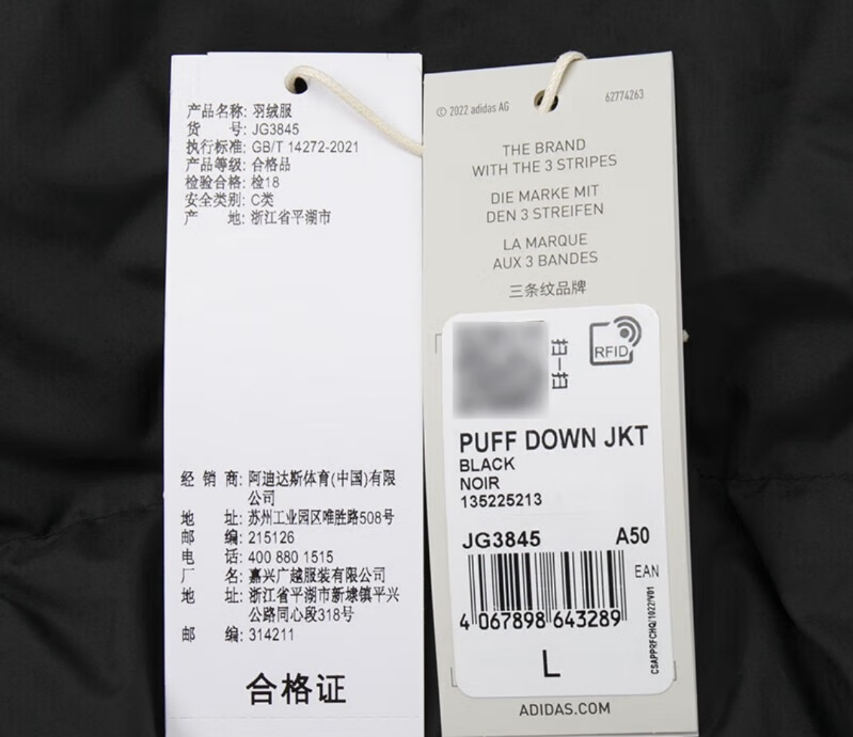 产品名称: 羽绒服
货 号: JG3845
执行标准: GB/T 14272-2021
产品等级: 合格品
检验合格: 检18
安全类别: C类
产 地: 浙江省平湖市
经 销 商: 阿迪达斯体育(中国)有限
公司
地 址: 苏州工业园区唯胜路508号
邮 编: 215126
电 话: 400 880 1515
厂 名: 嘉兴广越服装有限公司
地 址: 浙江省平湖市新埭镇平兴
公路同心段318号
邮 编: 314211
合格证
© 2022 adidas AG
62774263
THE BRAND
WITH THE 3 STRIPES
DIE MARKE MIT
DEN 3 STREIFEN
LA MARQUE
AUX 3 BANDES
三条纹品牌
扫一扫
RFID
PUFF DOWN JKT
BLACK
NOIR
135225213
JG3845 A50
EAN
4 067898 643289
CSAPPRFCHQ/1022/V01
L
ADIDAS.COM